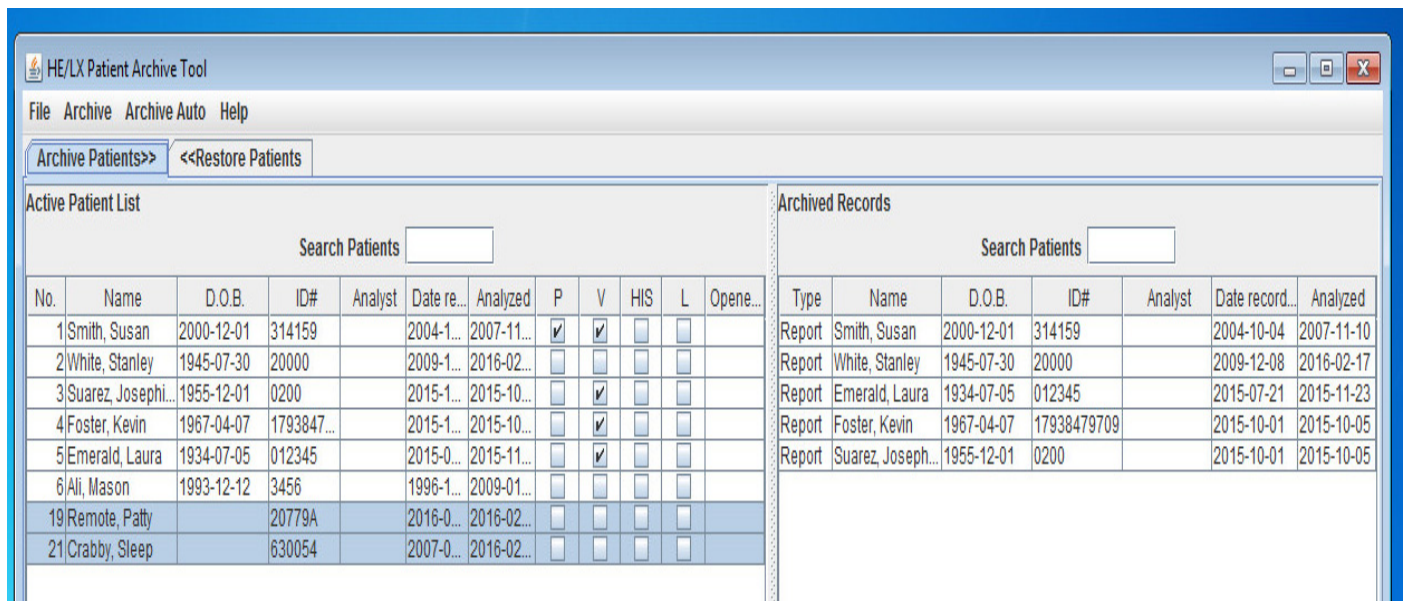 HE/LX Patient Archive Tool
File Archive Archive Auto Help
Archive Patients>> <<Restore Patients
Active Patient List
Search Patients
No. Name D.O.B. ID# Analyst Date re... Analyzed P V HIS L Opene...
1 Smith, Susan 2000-12-01 314159 2004-1... 2007-11...
2 White, Stanley 1945-07-30 20000 2009-1... 2016-02...
3 Suarez, Josephi... 1955-12-01 0200 2015-1... 2015-10...
4 Foster, Kevin 1967-04-07 1793847... 2015-1... 2015-10...
5 Emerald, Laura 1934-07-05 012345 2015-0... 2015-11...
6 Ali, Mason 1993-12-12 3456 1996-1... 2009-01...
19 Remote, Patty 20779A 2016-0... 2016-02...
21 Crabby, Sleep 630054 2007-0... 2016-02...
Archived Records
Search Patients
Type Name D.O.B. ID# Analyst Date record... Analyzed
Report Smith, Susan 2000-12-01 314159 2004-10-04 2007-11-10
Report White, Stanley 1945-07-30 20000 2009-12-08 2016-02-17
Report Emerald, Laura 1934-07-05 012345 2015-07-21 2015-11-23
Report Foster, Kevin 1967-04-07 17938479709 2015-10-01 2015-10-05
Report Suarez, Joseph... 1955-12-01 0200 2015-10-01 2015-10-05